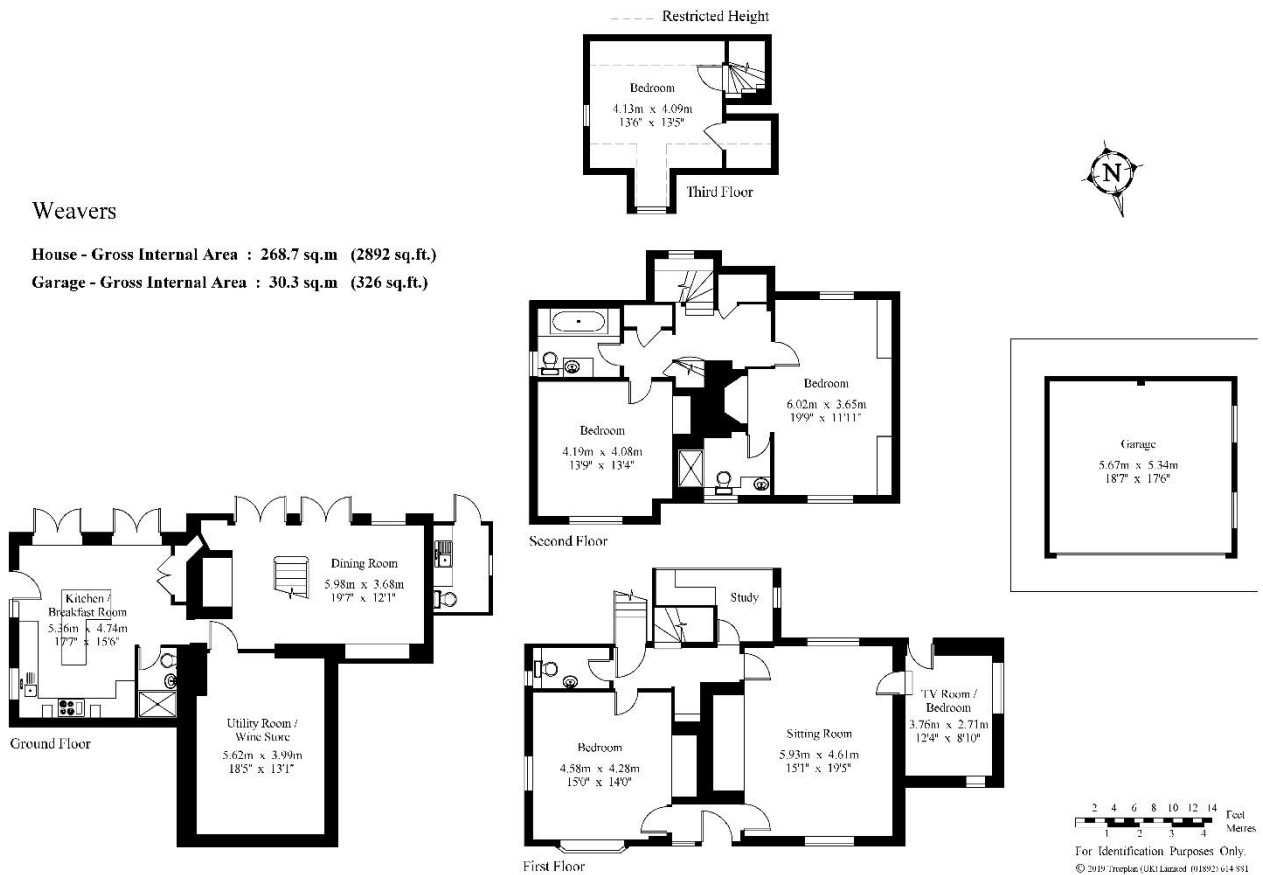 Restricted Height
Bedroom
4.13m x 4.09m
13'6" x 13'5"
Third Floor
N
Weavers
House - Gross Internal Area : 268.7 sq.m (2892 sq.ft.)
Garage - Gross Internal Area : 30.3 sq.m (326 sq.ft.)
Bedroom
6.02m x 3.65m
19'9" x 11'11"
Bedroom
4.19m x 4.08m
13'9" x 13'4"
Second Floor
Garage
5.67m x 5.34m
18'7" x 17'6"
Dining Room
5.98m x 3.68m
19'7" x 12'1"
Kitchen /
Breakfast Room
5.36m x 4.74m
17'7" x 15'6"
Utility Room /
Wine Store
5.62m x 3.99m
18'5" x 13'1"
Ground Floor
Study
TV Room /
Bedroom
3.76m x 2.71m
12'4" x 8'10"
Sitting Room
5.93m x 4.61m
15'1" x 19'5"
Bedroom
4.58m x 4.28m
15'0" x 14'0"
First Floor
2 4 6 8 10 12 14
Feet
Metres
1 2 3 4
For Identification Purposes Only.
© 2019 Trueplan (UK) Limited (01892) 614 881